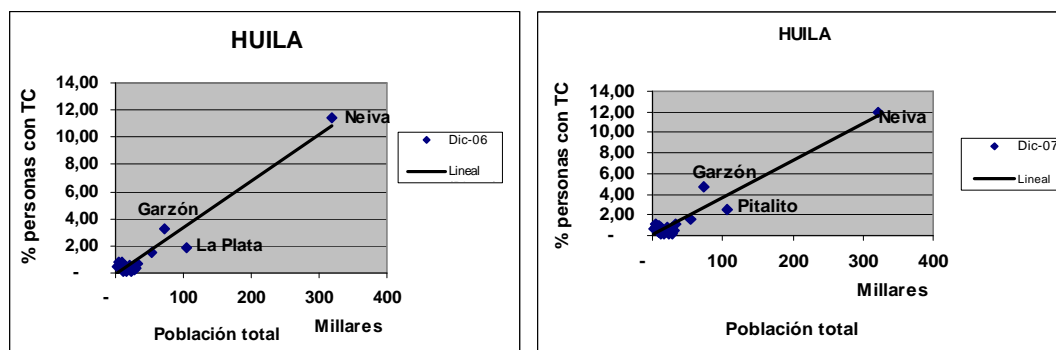 HUILA
14,00
12,00
10,00
8,00
6,00
4,00
2,00
-
% personas con TC
Neiva
Garzón
La Plata
Dic-06
Lineal
- 100 200 300 400
Millares
Población total
HUILA
14,00
12,00
10,00
8,00
6,00
4,00
2,00
-
% personas con TC
Neiva
Garzón
Pitalito
Dic-07
Lineal
- 100 200 300 400
Millares
Población total